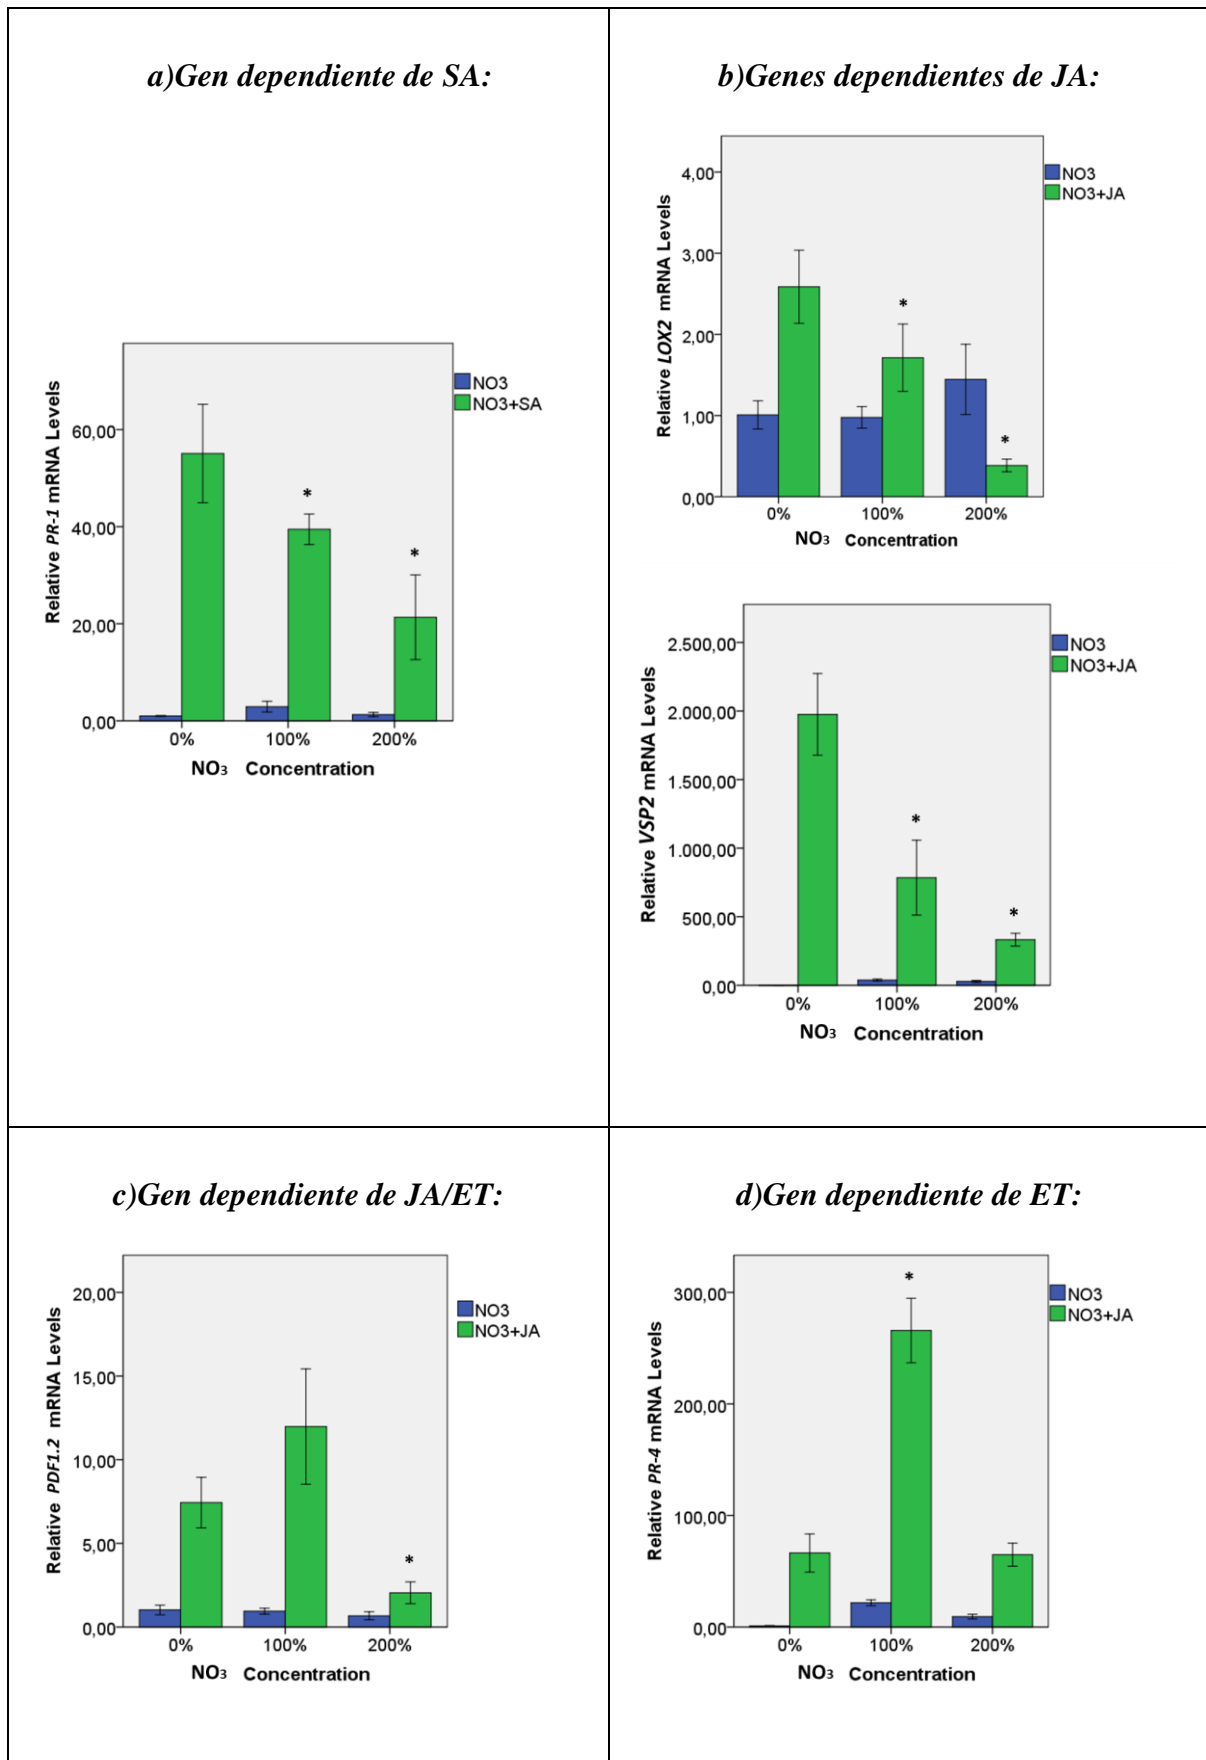 a)Gen dependiente de SA:
Relative PR-1 mRNA Levels
60,00
40,00
20,00
0,00
*
*
NO3
NO3+SA
0% 100% 200%
NO3 Concentration
b)Genes dependientes de JA:
Relative LOX2 mRNA Levels
4,00
3,00
2,00
1,00
0,00
*
*
NO3
NO3+JA
0% 100% 200%
NO3 Concentration
Relative VSP2 mRNA Levels
2.500,00
2.000,00
1.500,00
1.000,00
500,00
0,00
*
*
NO3
NO3+JA
0% 100% 200%
NO3 Concentration
c)Gen dependiente de JA/ET:
Relative PDF1.2 mRNA Levels
20,00
15,00
10,00
5,00
0,00
*
NO3
NO3+JA
0% 100% 200%
NO3 Concentration
d)Gen dependiente de ET:
Relative PR-4 mRNA Levels
300,00
200,00
100,00
0,00
*
NO3
NO3+JA
0% 100% 200%
NO3 Concentration